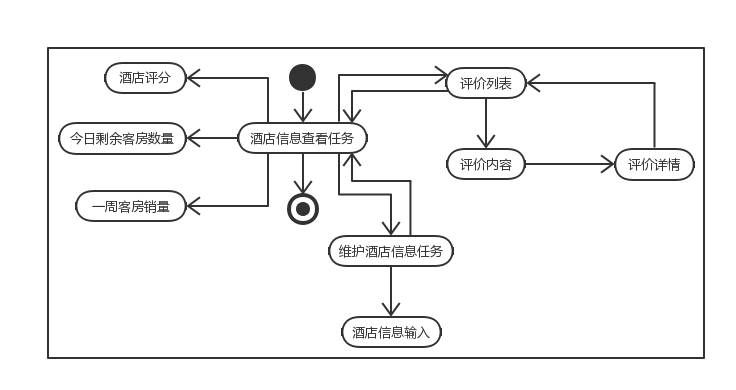 酒店评分
评价列表
今日剩余客房数量
酒店信息查看任务
评价内容
评价详情
一周客房销量
维护酒店信息任务
酒店信息输入